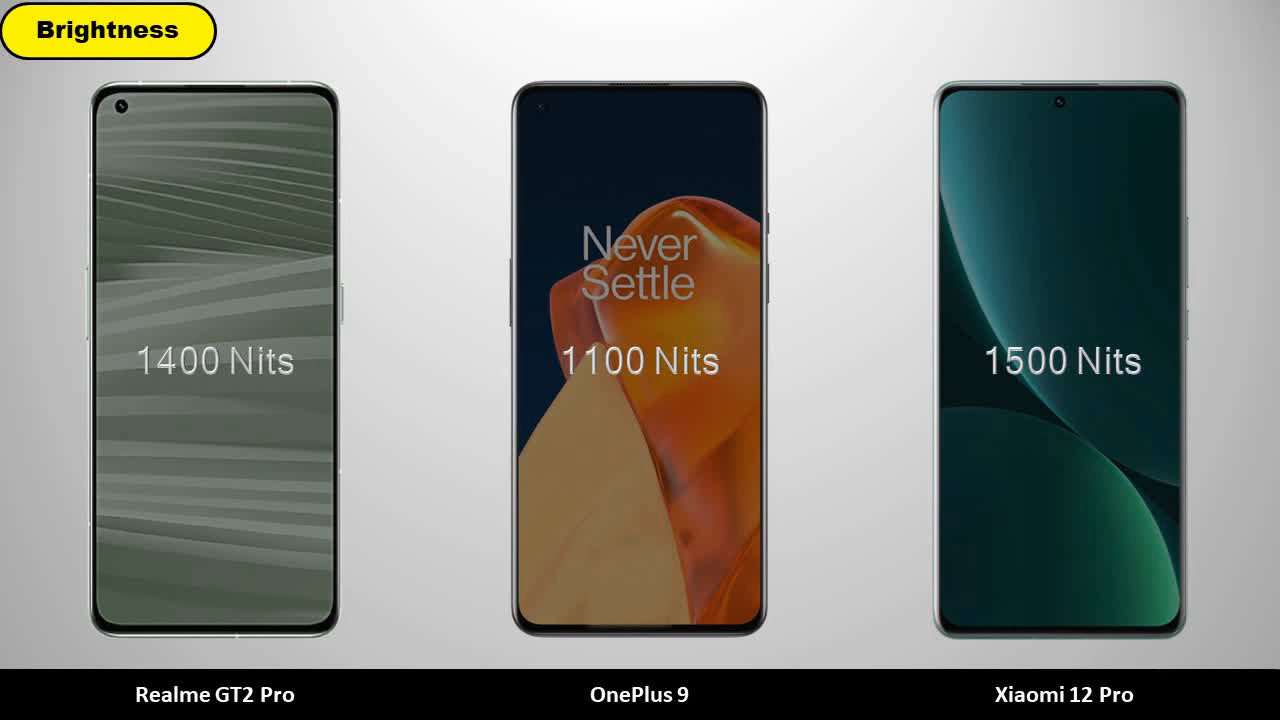 Brightness
Never
Settle
1400 Nits
1100 Nits
1500 Nits
Realme GT2 Pro
OnePlus 9
Xiaomi 12 Pro